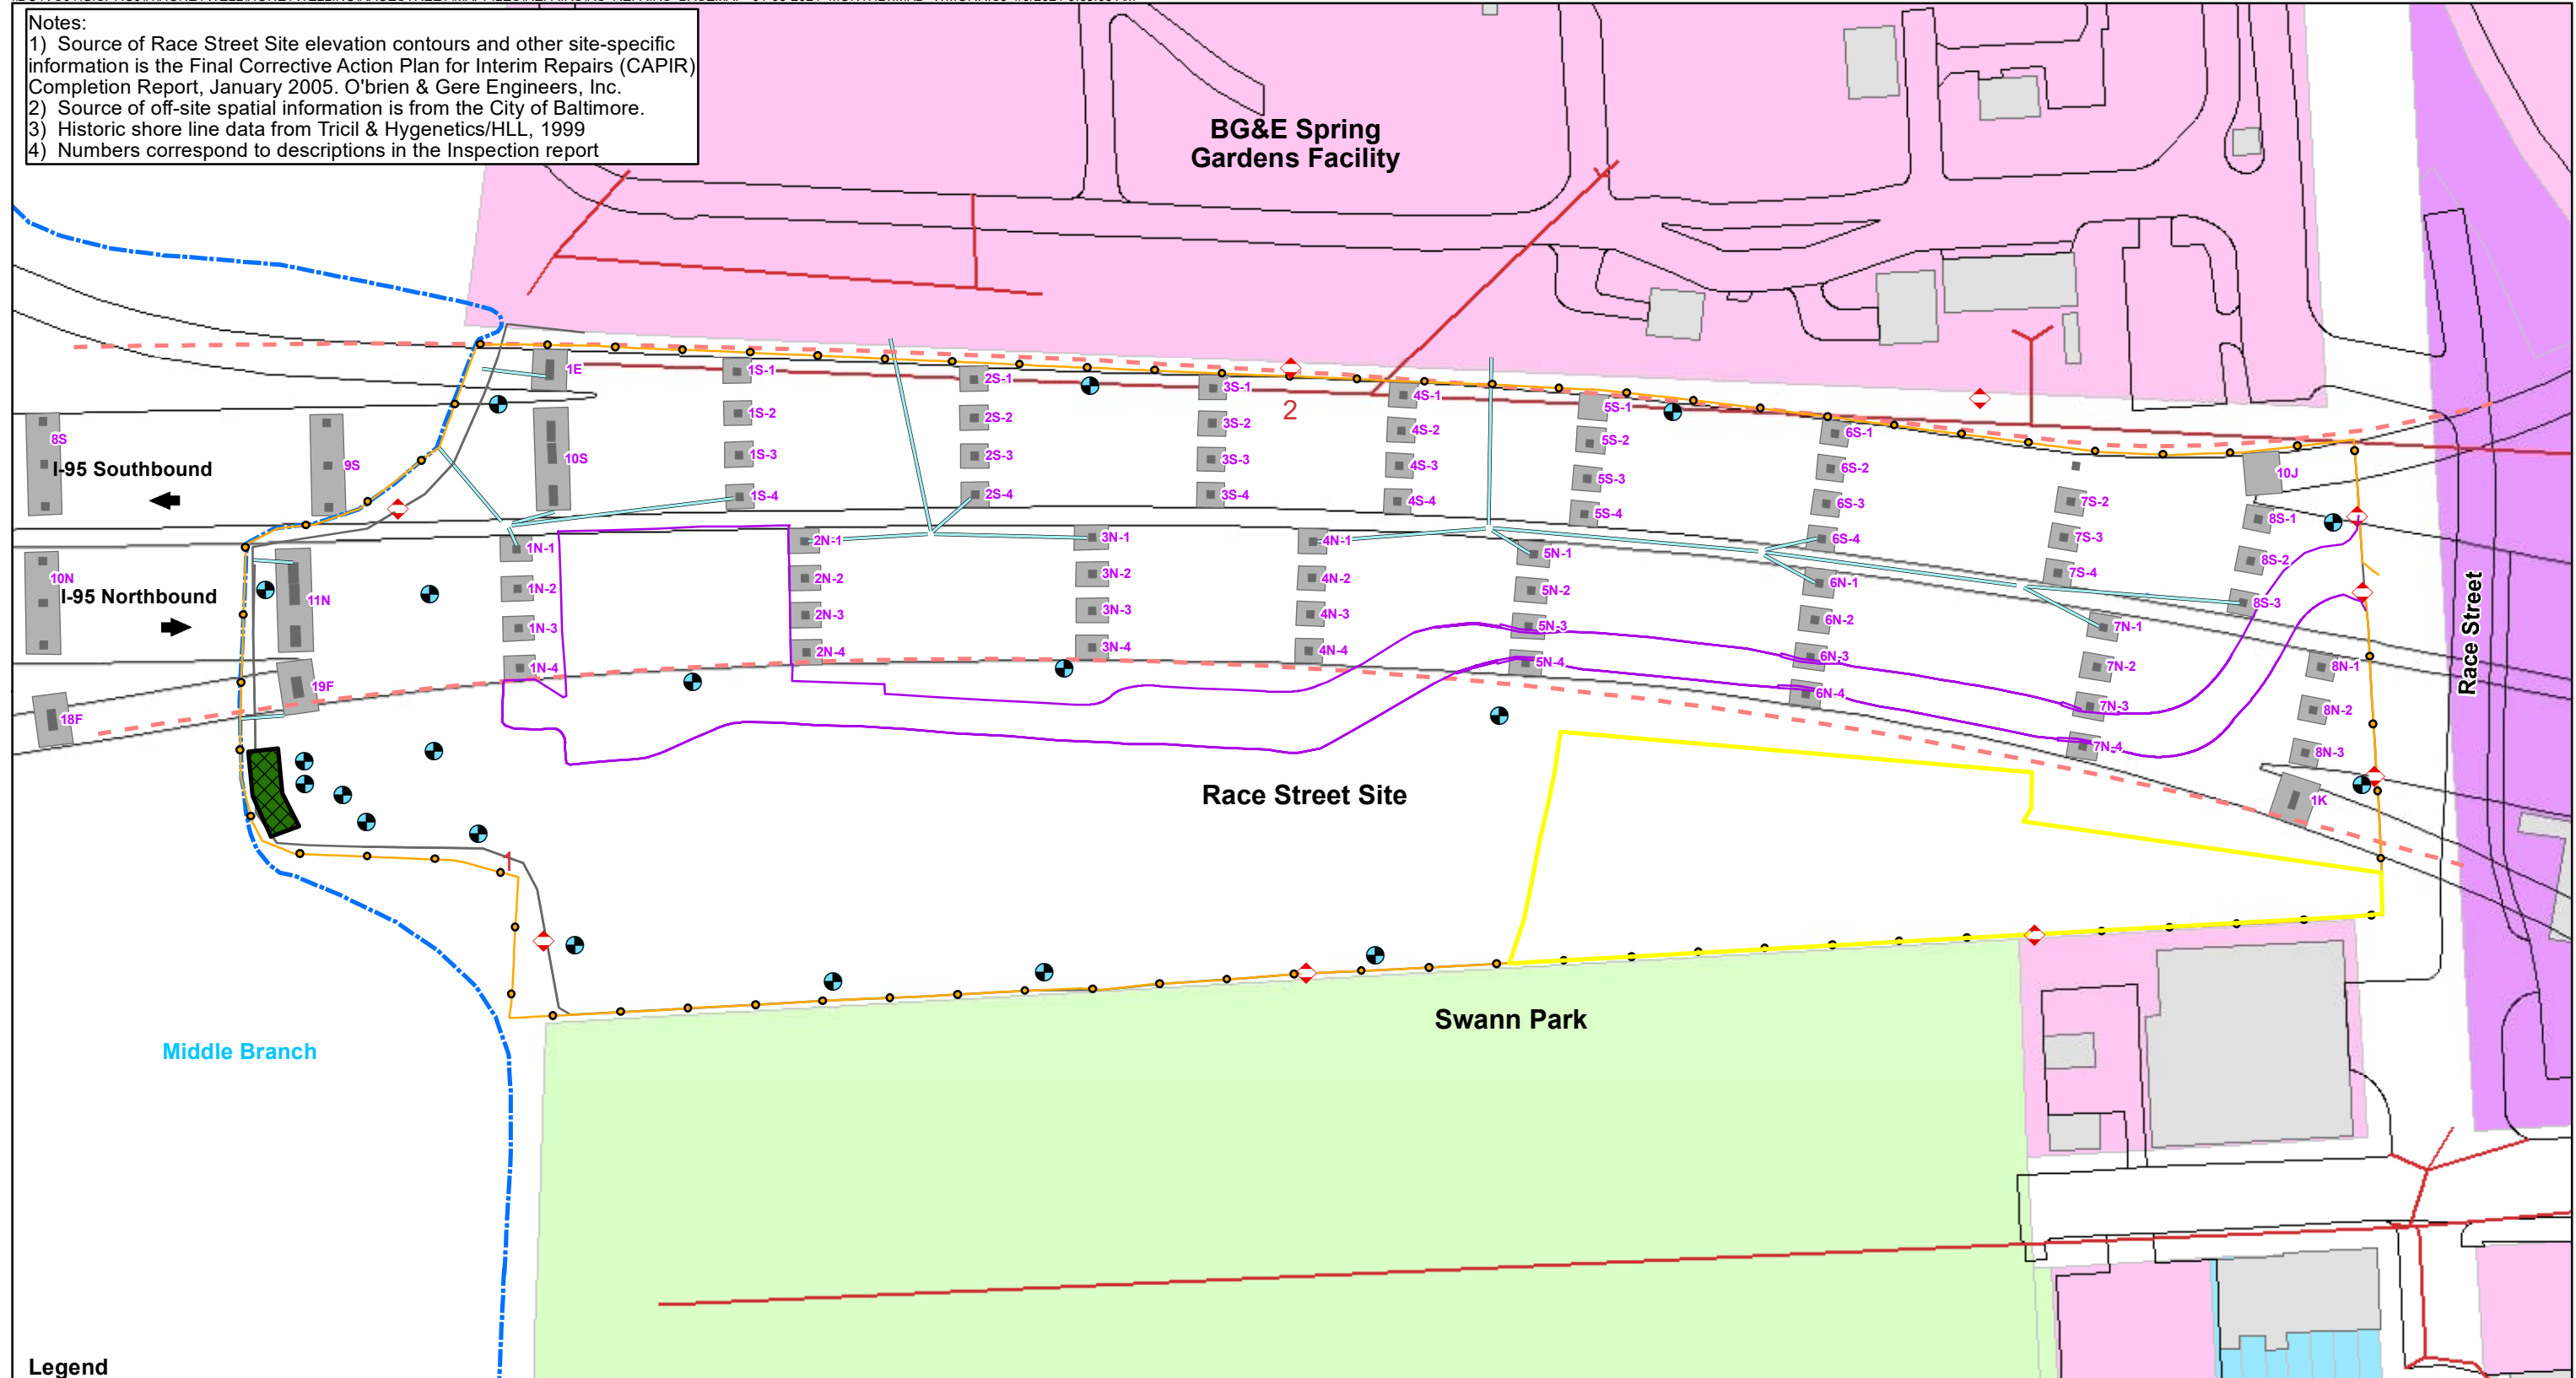 Notes:
1) Source of Race Street Site elevation contours and other site-specific
information is the Final Corrective Action Plan for Interim Repairs (CAPIR)
Completion Report, January 2005. O'brien & Gere Engineers, Inc.
2) Source of off-site spatial information is from the City of Baltimore.
3) Historic shore line data from Tricil & Hygenetics/HLL, 1999
4) Numbers correspond to descriptions in the Inspection report
BG&E Spring
Gardens Facility
1E
1S-1
2S-1
3S-1
4S-1
5S-1
2
1S-2
2S-2
3S-2
4S-2
5S-2
6S-1
8S
9S
10S
1S-3
2S-3
3S-3
4S-3
5S-3
6S-2
10J
I-95 Southbound
1S-4
2S-4
3S-4
4S-4
5S-4
6S-3
7S-2
8S-1
1N-1
2N-1
3N-1
4N-1
5N-1
6S-4
7S-3
8S-2
10N
1N-2
2N-2
3N-2
4N-2
5N-2
6N-1
7S-4
8S-3
I-95 Northbound
11N
1N-3
2N-3
3N-3
4N-3
5N-3
6N-2
7N-1
Race Street
1N-4
2N-4
3N-4
4N-4
5N-4
6N-3
7N-2
8N-1
19F
6N-4
7N-3
8N-2
18F
7N-4
8N-3
Race Street Site
1K
1
Swann Park
Middle Branch
Legend